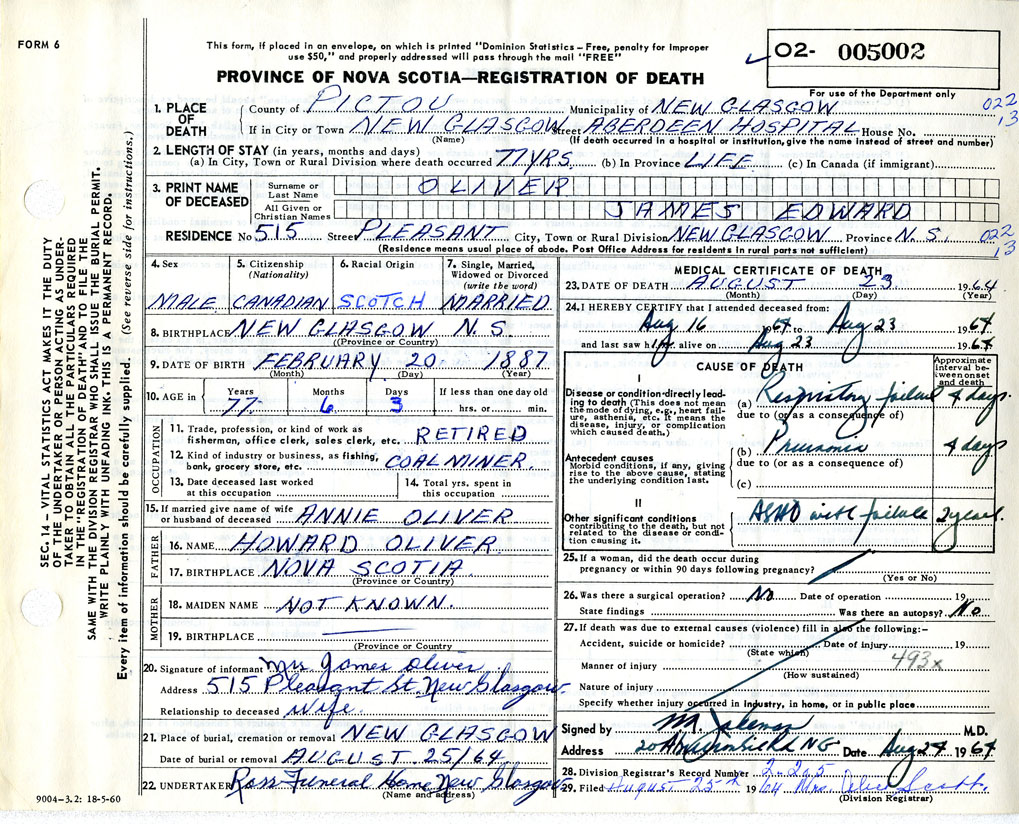 FORM 6
This form, if placed in an envelope, on which is printed "Dominion Statistics – Free, penalty for improper
use $50," and properly addressed will pass through the mail "FREE"
PROVINCE OF NOVA SCOTIA—REGISTRATION OF DEATH
02- 005002
For use of the Department only
1. PLACE OF DEATH
County of PICTOU Municipality of NEW GLASGOW 022
If in City or Town NEW GLASGOW Street ABERDEEN HOSPITAL House No. 13
(Name) (If death occurred in a hospital or institution, give the name instead of street and number)
2. LENGTH OF STAY (in years, months and days)
(a) In City, Town or Rural Division where death occurred 77 YRS (b) In Province LIFE (c) In Canada (if immigrant)
3. PRINT NAME OF DECEASED
Surname or Last Name OLIVER
All Given or Christian Names JAMES EDWARD
RESIDENCE No 515 Street PLEASANT City, Town or Rural Division NEW GLASGOW Province N.S. 022 13
(Residence means usual place of abode. Post Office Address for residents in rural parts not sufficient)
4. Sex MALE
5. Citizenship (Nationality) CANADIAN
6. Racial Origin SCOTCH
7. Single, Married, Widowed or Divorced (write the word) MARRIED
8. BIRTHPLACE NEW GLASGOW N.S.
(Province or Country)
9. DATE OF BIRTH FEBRUARY 20 1887
(Month) (Day) (Year)
10. AGE in Years 77 Months 6 Days 3 If less than one day old hrs. or min.
OCCUPATION
11. Trade, profession, or kind of work as
fisherman, office clerk, sales clerk, etc. RETIRED
12. Kind of industry or business, as fishing,
bank, grocery store, etc. COAL MINER
13. Date deceased last worked
at this occupation
14. Total yrs. spent in
this occupation
15. If married give name of wife
or husband of deceased ANNIE OLIVER
FATHER
16. NAME HOWARD OLIVER
17. BIRTHPLACE NOVA SCOTIA
(Province or Country)
MOTHER
18. MAIDEN NAME NOT KNOWN.
19. BIRTHPLACE
(Province or Country)
20. Signature of informant Mrs James Oliver
Address 515 Pleasant St. New Glasgow.
Relationship to deceased Wife.
21. Place of burial, cremation or removal NEW GLASGOW
Date of burial or removal AUGUST 25/64
22. UNDERTAKER Ross Funeral Home New Glasgow
(Name and address)
MEDICAL CERTIFICATE OF DEATH
23. DATE OF DEATH AUGUST 23 1964
(Month) (Day) (Year)
24. I HEREBY CERTIFY that I attended deceased from:
Aug 16 1964 to Aug 23 1964
and last saw him alive on Aug 23 1964
CAUSE OF DEATH
Approximate interval between onset and death
I
Disease or condition directly leading to death (This does not mean the mode of dying, e.g., heart failure, asthenia, etc. It means the disease, injury, or complication which caused death.)
(a) Respiratory failure 4 days
due to (or as a consequence of)
Antecedent causes
Morbid conditions, if any, giving rise to the above cause, stating the underlying condition last.
(b) Pneumonia 4 days
due to (or as a consequence of)
(c)
II
Other significant conditions
contributing to the death, but not related to the disease or condition causing it.
ASHD with failure 2 years.
25. If a woman, did the death occur during
pregnancy or within 90 days following pregnancy?
(Yes or No)
26. Was there a surgical operation? No Date of operation 19
State findings Was there an autopsy? No
27. If death was due to external causes (violence) fill in also the following:–
Accident, suicide or homicide? Date of injury 19
(State which)
Manner of injury 493x
(How sustained)
Nature of injury
Specify whether injury occurred in industry, in home, or in public place
Signed by M. M.D.
Address NG Date Aug 24 1964
28. Division Registrar's Record Number 2-205
29. Filed August 25th 1964 Mrs. Scott.
(Division Registrar)
SEC. 14 – VITAL STATISTICS ACT MAKES IT THE DUTY
OF THE UNDERTAKER OR PERSON ACTING AS UNDER-
TAKER TO OBTAIN ALL THE PARTICULARS REQUIRED
IN THE "REGISTRATION OF DEATH" AND TO FILE THE
SAME WITH THE DIVISION REGISTRAR WHO SHALL ISSUE THE BURIAL PERMIT.
WRITE PLAINLY WITH UNFADING INK. THIS IS A PERMANENT RECORD.
Every item of information should be carefully supplied. (See reverse side for instructions.)
9004–3.2: 18-5-60